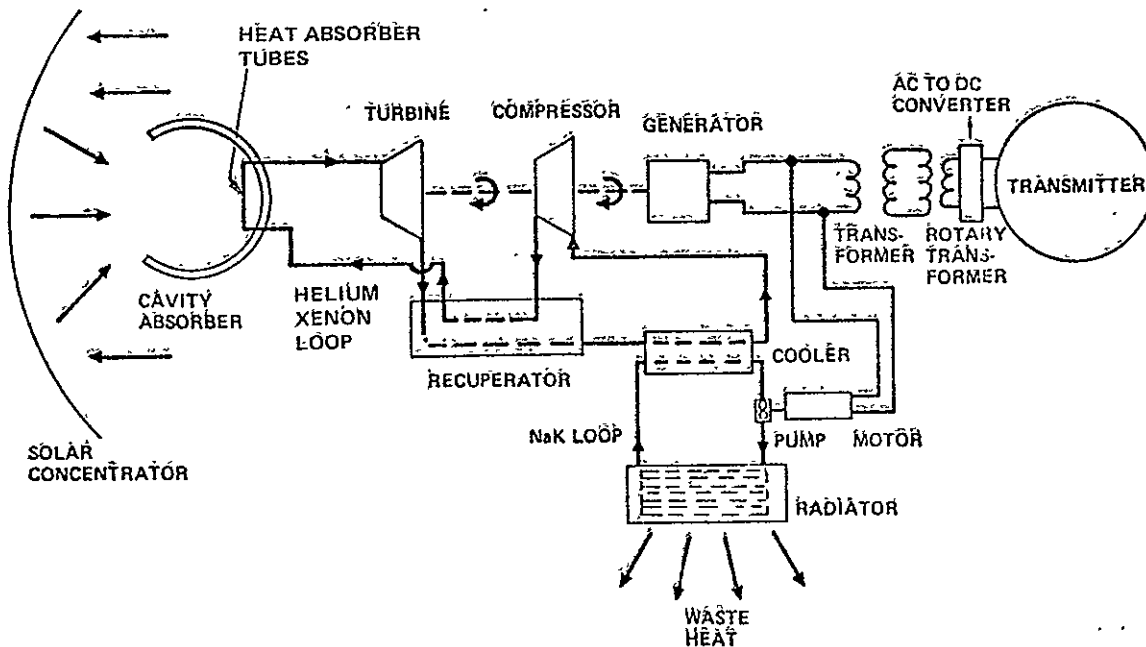 HEAT ABSORBER
TUBES
TURBINE
COMPRESSOR
GENERATOR
AC TO DC
CONVERTER
TRANSMITTER
TRANS-
FORMER
ROTARY
TRANS-
FORMER
CAVITY
ABSORBER
HELIUM
XENON
LOOP
RECUPERATOR
COOLER
SOLAR
CONCENTRATOR
NaK LOOP
PUMP
MOTOR
RADIATOR
WASTE
HEAT